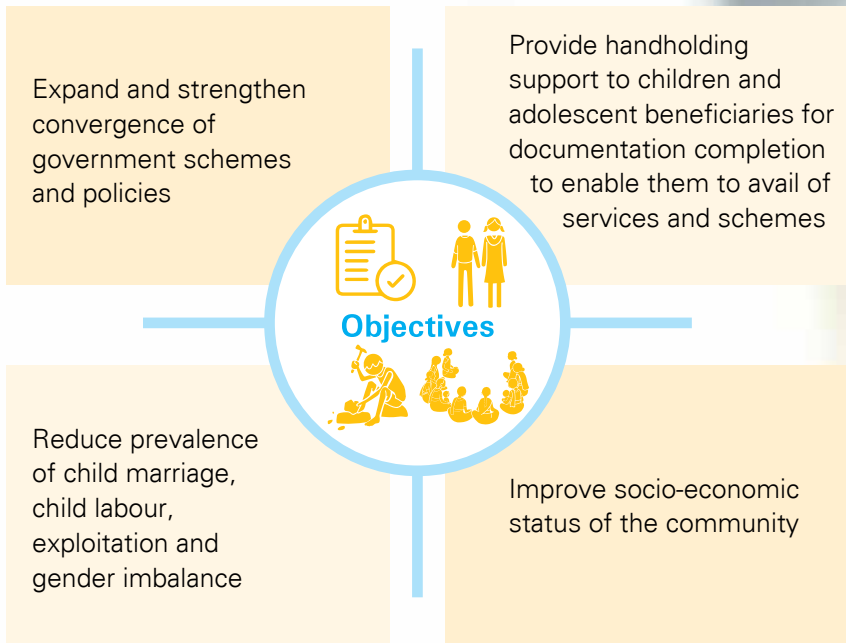 Expand and strengthen
convergence of
government schemes
and policies
Provide handholding
support to children and
adolescent beneficiaries for
documentation completion
to enable them to avail of
services and schemes
Objectives
Reduce prevalence
of child marriage,
child labour,
exploitation and
gender imbalance
Improve socio-economic
status of the community